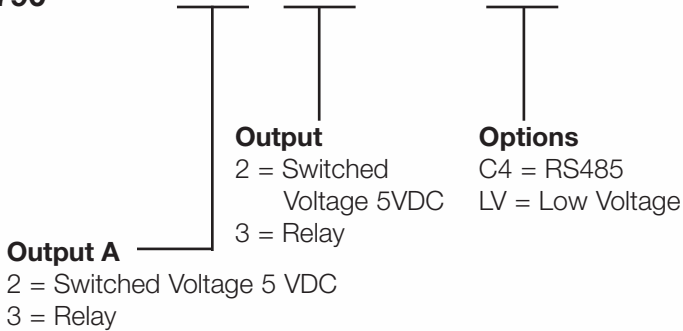 Output
2 = Switched
Voltage 5VDC
3 = Relay
Options
C4 = RS485
LV = Low Voltage
Output A
2 = Switched Voltage 5 VDC
3 = Relay